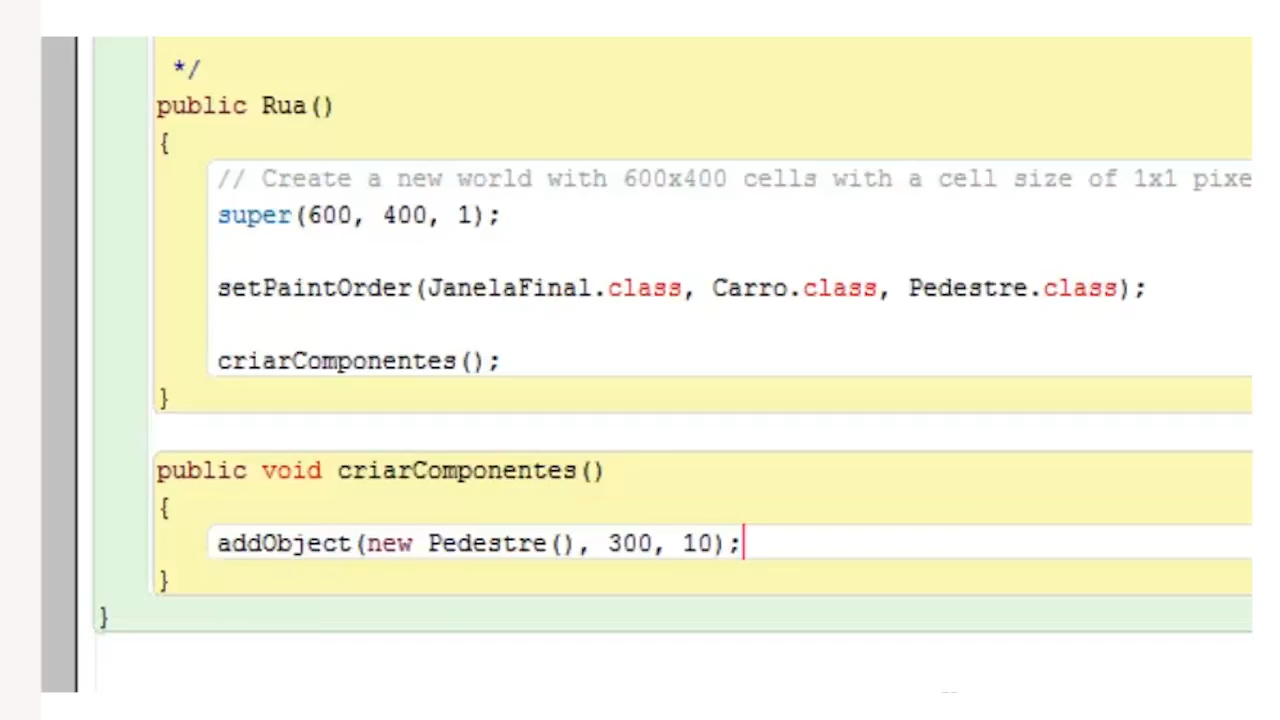 */
public Rua()
{
// Create a new world with 600x400 cells with a cell size of 1x1 pixe
super(600, 400, 1);
setPaintOrder(JanelaFinal.class, Carro.class, Pedestre.class);
criarComponentes();
}
public void criarComponentes()
{
addObject(new Pedestre(), 300, 10);
}
}